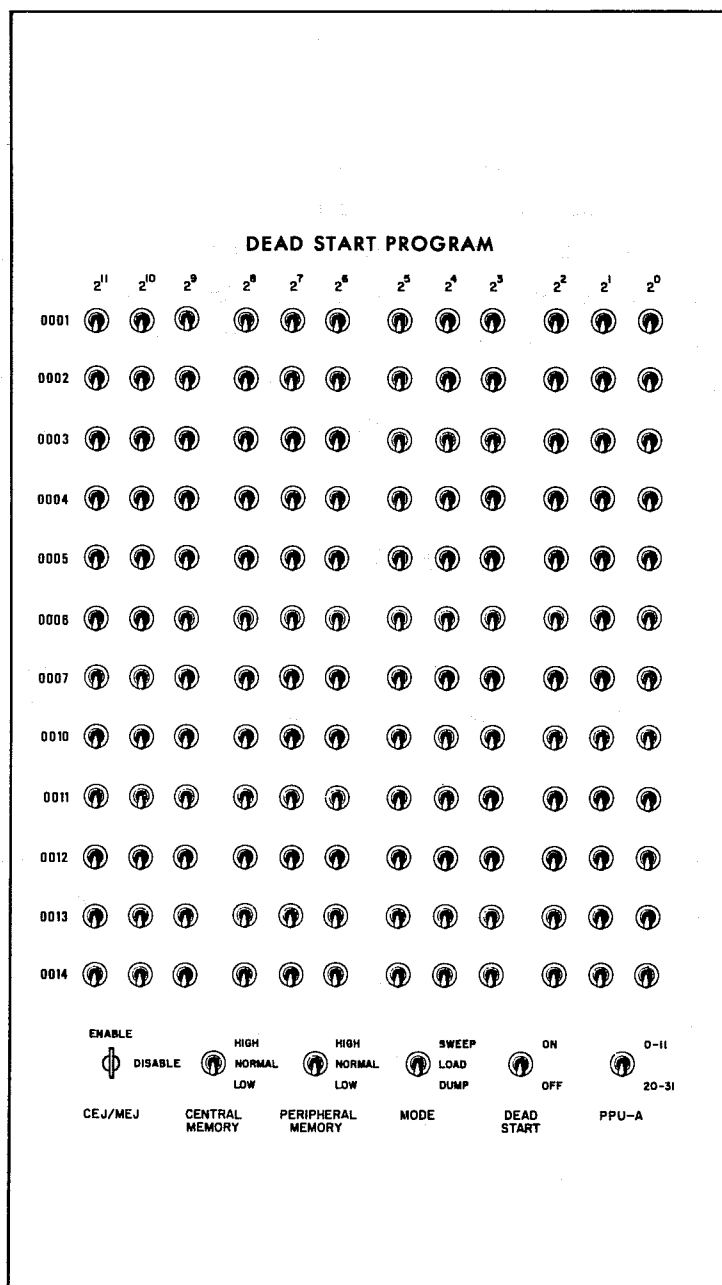 DEAD START PROGRAM
2¹¹ 2¹⁰ 2⁹ 2⁸ 2⁷ 2⁶ 2⁵ 2⁴ 2³ 2² 2¹ 2⁰
0001
0002
0003
0004
0005
0006
0007
0010
0011
0012
0013
0014
ENABLE
DISABLE
CEJ/MEJ
HIGH
NORMAL
LOW
CENTRAL
MEMORY
HIGH
NORMAL
LOW
PERIPHERAL
MEMORY
SWEEP
LOAD
DUMP
MODE
ON
OFF
DEAD
START
0-11
20-31
PPU-A